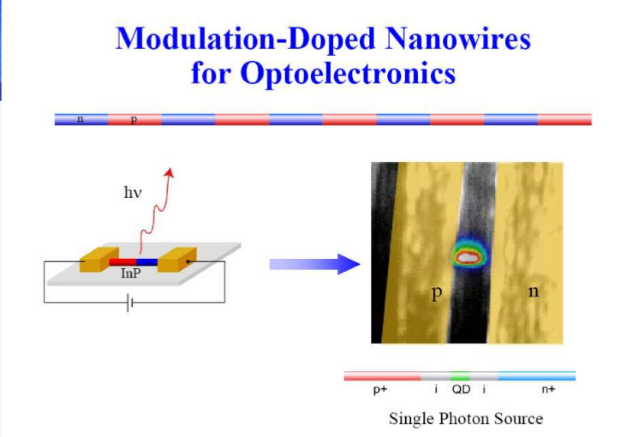 Modulation-Doped Nanowires
for Optoelectronics
n p
hν
InP
p n
p+ i QD i n+
Single Photon Source